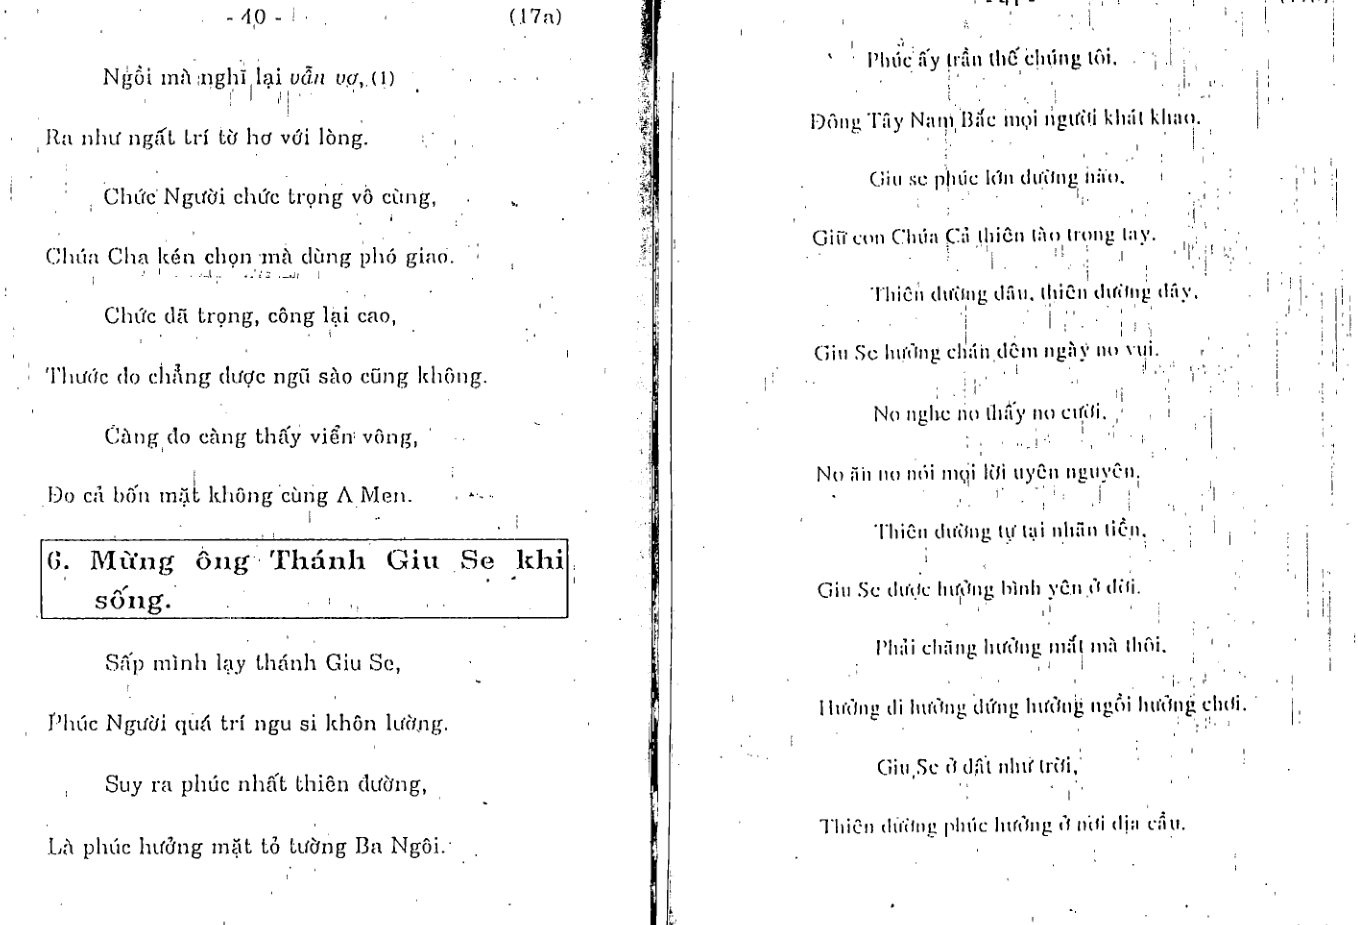 - 40 -
(17a)
Ngồi mà nghĩ lại vẩn vơ, (1)
Ra như ngất trí tờ hơ với lòng.
Chức Người chức trọng vô cùng,
Chúa Cha kén chọn mà dùng phó giao.
Chức đã trọng, công lại cao,
Thước đo chẳng được ngũ sào cũng không.
Càng đo càng thấy viển vông,
Đo cả bốn mặt không cùng A Men.
6. Mừng ông Thánh Giu Se khi
sống.
Sấp mình lạy thánh Giu Se,
Phúc Người quá trí ngu si khôn lường.
Suy ra phúc nhất thiên đường,
Là phúc hưởng mặt tỏ tường Ba Ngôi.
Phúc ấy trần thế chúng tôi,
Đông Tây Nam Bắc mọi người khát khao.
Giu se phúc lớn dường nào,
Giữ con Chúa Cả thiên tào trong tay.
Thiên đường đâu, thiên đường đây,
Giu Se hưởng chán đêm ngày no vui.
No nghe no thấy no cười,
No ăn no nói mọi lời uyên nguyên,
Thiên đường tự tại nhãn tiền,
Giu Se được hưởng bình yên ở đời.
Phải chăng hưởng mắt mà thôi,
Hưởng đi hưởng đứng hưởng ngồi hưởng chơi.
Giu Se ở đất như trời,
Thiên đường phúc hưởng ở nơi địa cầu.